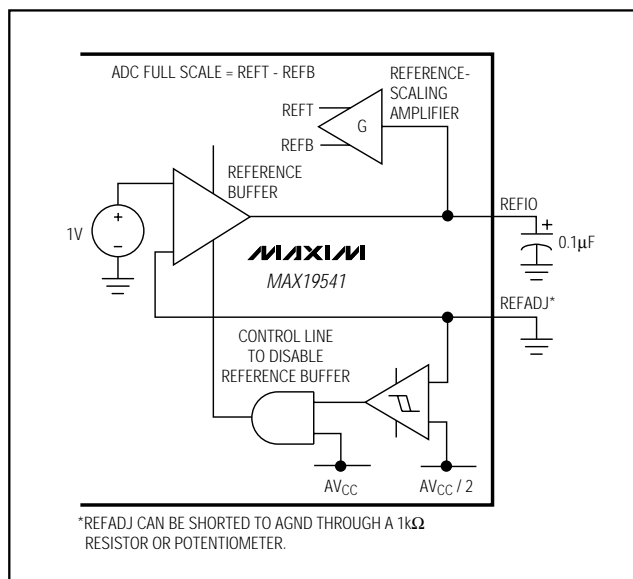 ADC FULL SCALE = REFT - REFB
REFERENCE-
SCALING
AMPLIFIER
REFT
REFB
G
REFERENCE
BUFFER
+
1V
-
REFIO
+
0.1µF
MAXIM
MAX19541
REFADJ*
CONTROL LINE
TO DISABLE
REFERENCE BUFFER
AVCC
AVCC / 2
*REFADJ CAN BE SHORTED TO AGND THROUGH A 1kΩ
RESISTOR OR POTENTIOMETER.